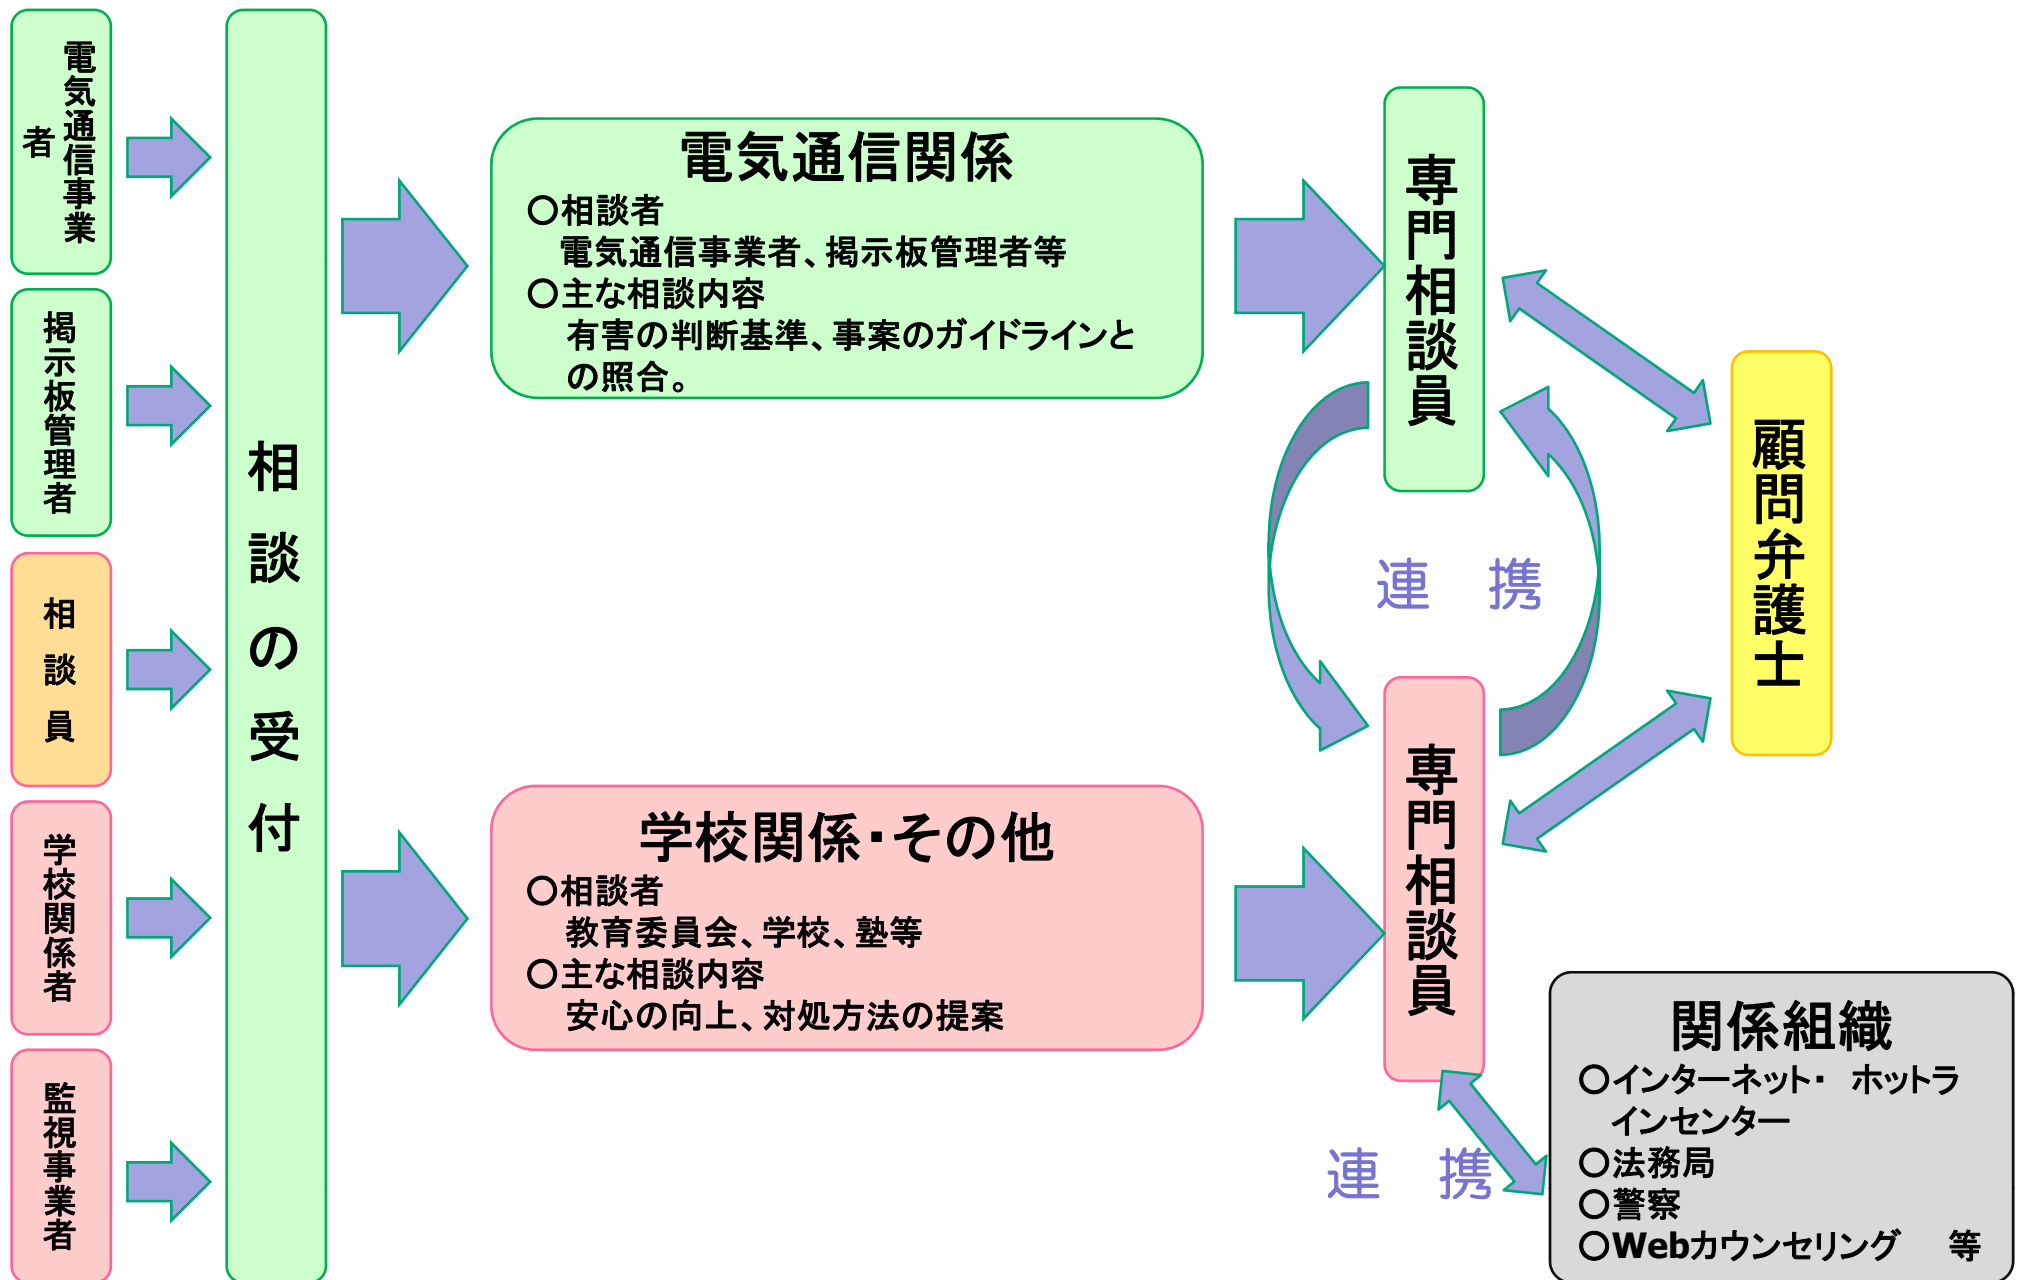 電気通信事業
者
掲示板管理者
相談員
学校関係者
監視事業者
相談の受付
電気通信関係
○相談者
電気通信事業者、掲示板管理者等
○主な相談内容
有害の判断基準、事案のガイドラインと
の照合。
学校関係・その他
○相談者
教育委員会、学校、塾等
○主な相談内容
安心の向上、対処方法の提案
専門相談員
連　携
専門相談員
顧問弁護士
連　携
関係組織
○インターネット・　ホットラ
インセンター
○法務局
○警察
○Webカウンセリング　等